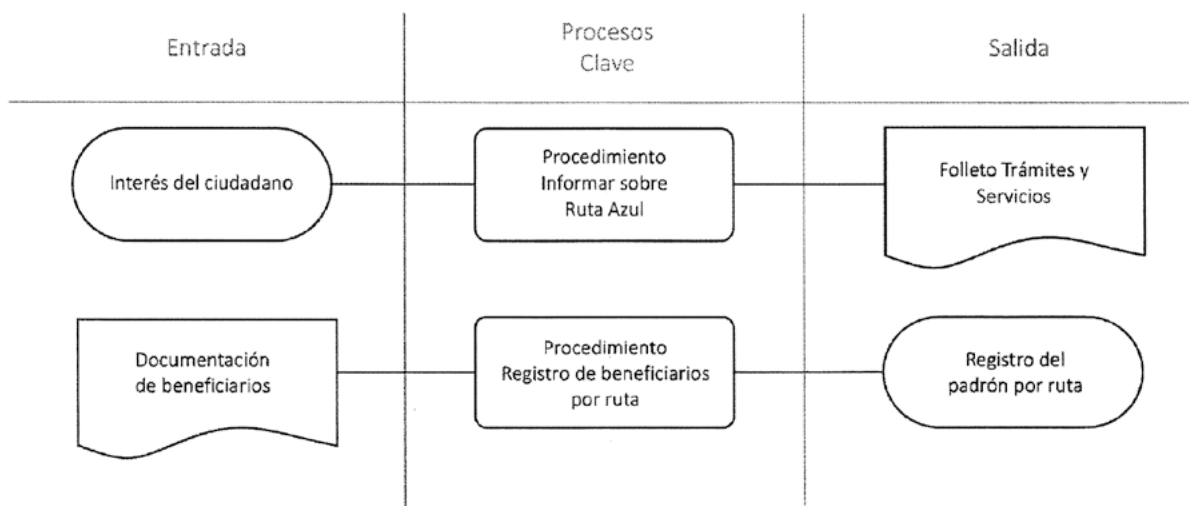 Entrada
Procesos
Clave
Salida
Interés del ciudadano
Procedimiento
Informar sobre
Ruta Azul
Folleto Trámites y
Servicios
Documentación
de beneficiarios
Procedimiento
Registro de beneficiarios
por ruta
Registro del
padrón por ruta